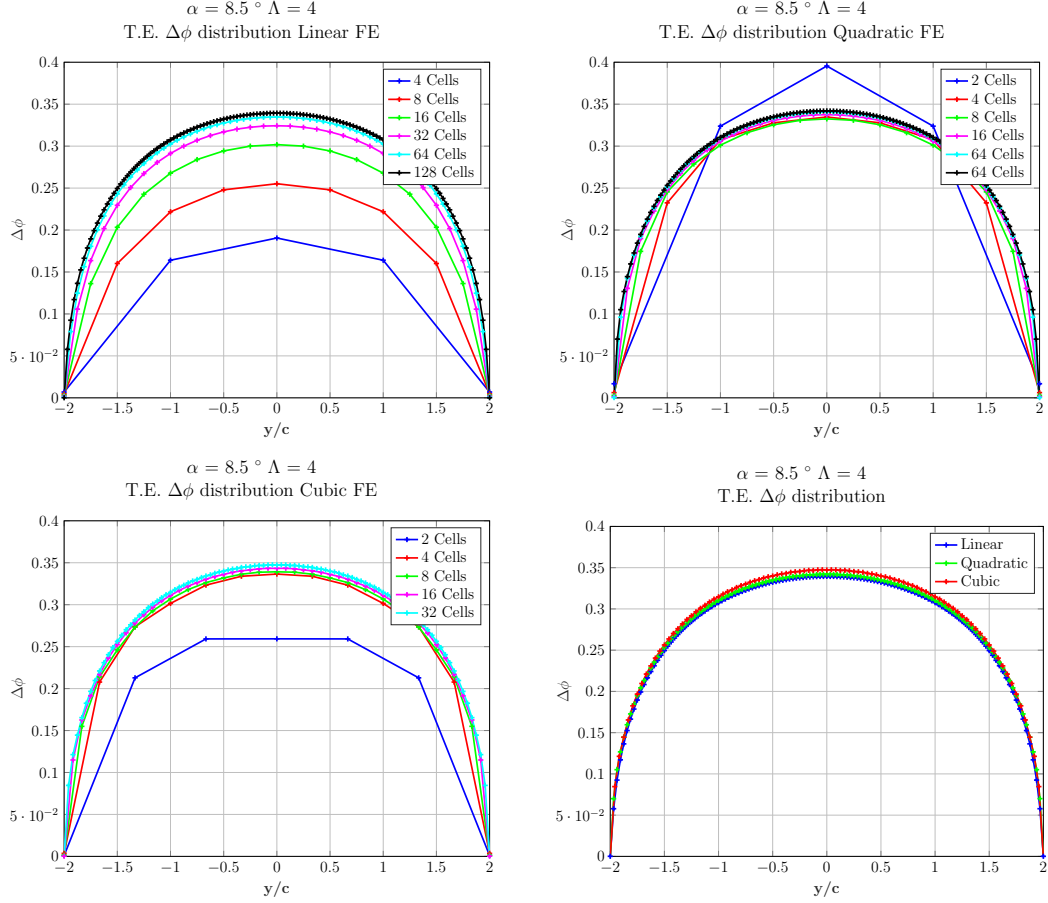 α = 8.5 ° Λ = 4
T.E. Δϕ distribution Linear FE
0.4
0.35
0.3
0.25
0.2
0.15
0.1
5 · 10⁻²
0
Δϕ
−2
−1.5
−1
−0.5
0
0.5
1
1.5
2
y/c
4 Cells
8 Cells
16 Cells
32 Cells
64 Cells
128 Cells
α = 8.5 ° Λ = 4
T.E. Δϕ distribution Quadratic FE
0.4
0.35
0.3
0.25
0.2
0.15
0.1
5 · 10⁻²
0
Δϕ
−2
−1.5
−1
−0.5
0
0.5
1
1.5
2
y/c
2 Cells
4 Cells
8 Cells
16 Cells
64 Cells
64 Cells
α = 8.5 ° Λ = 4
T.E. Δϕ distribution Cubic FE
0.4
0.35
0.3
0.25
0.2
0.15
0.1
5 · 10⁻²
0
Δϕ
−2
−1.5
−1
−0.5
0
0.5
1
1.5
2
y/c
2 Cells
4 Cells
8 Cells
16 Cells
32 Cells
α = 8.5 ° Λ = 4
T.E. Δϕ distribution
0.4
0.35
0.3
0.25
0.2
0.15
0.1
5 · 10⁻²
0
Δϕ
−2
−1.5
−1
−0.5
0
0.5
1
1.5
2
y/c
Linear
Quadratic
Cubic